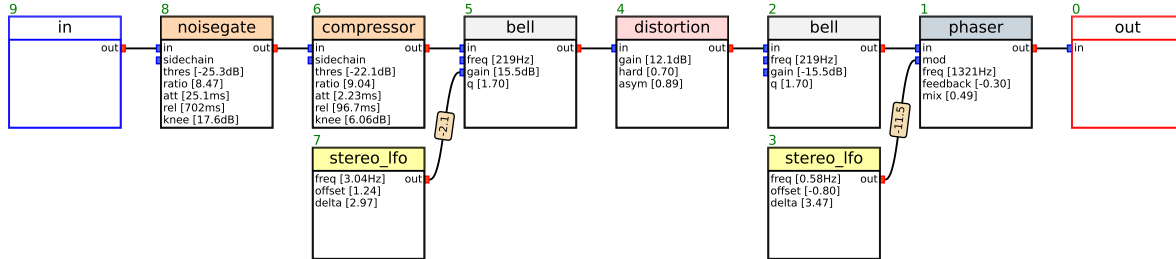 9
in
out
8
noisegate
in
out
sidechain
thres [-25.3dB]
ratio [8.47]
att [25.1ms]
rel [702ms]
knee [17.6dB]
6
compressor
in
out
sidechain
thres [-22.1dB]
ratio [9.04]
att [2.23ms]
rel [96.7ms]
knee [6.06dB]
5
bell
in
out
freq [219Hz]
gain [15.5dB]
q [1.70]
4
distortion
in
out
gain [12.1dB]
hard [0.70]
asym [0.89]
2
bell
in
out
freq [219Hz]
gain [-15.5dB]
q [1.70]
1
phaser
in
out
mod
freq [1321Hz]
feedback [-0.30]
mix [0.49]
0
out
in
-2.1
-11.5
7
stereo_lfo
freq [3.04Hz]
out
offset [1.24]
delta [2.97]
3
stereo_lfo
freq [0.58Hz]
out
offset [-0.80]
delta [3.47]